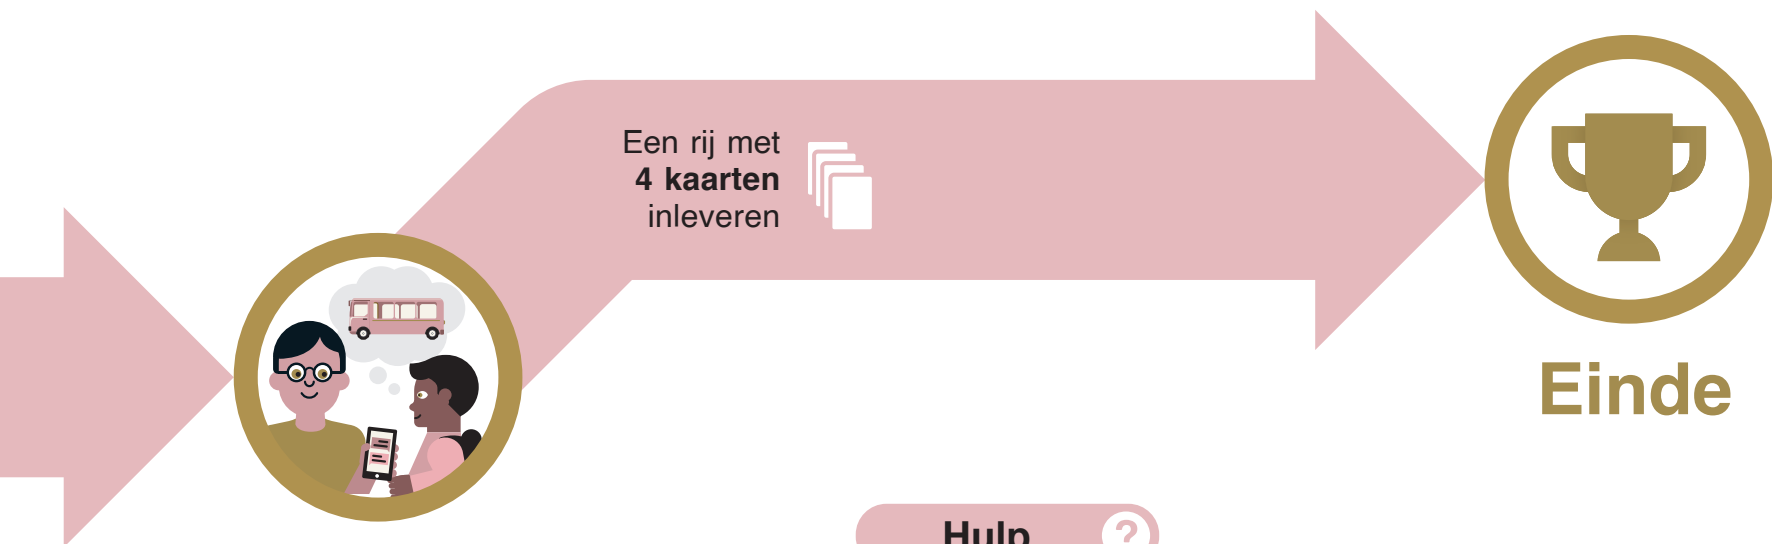 Een rij met
4 kaarten
inleveren
Einde
Hulp ?